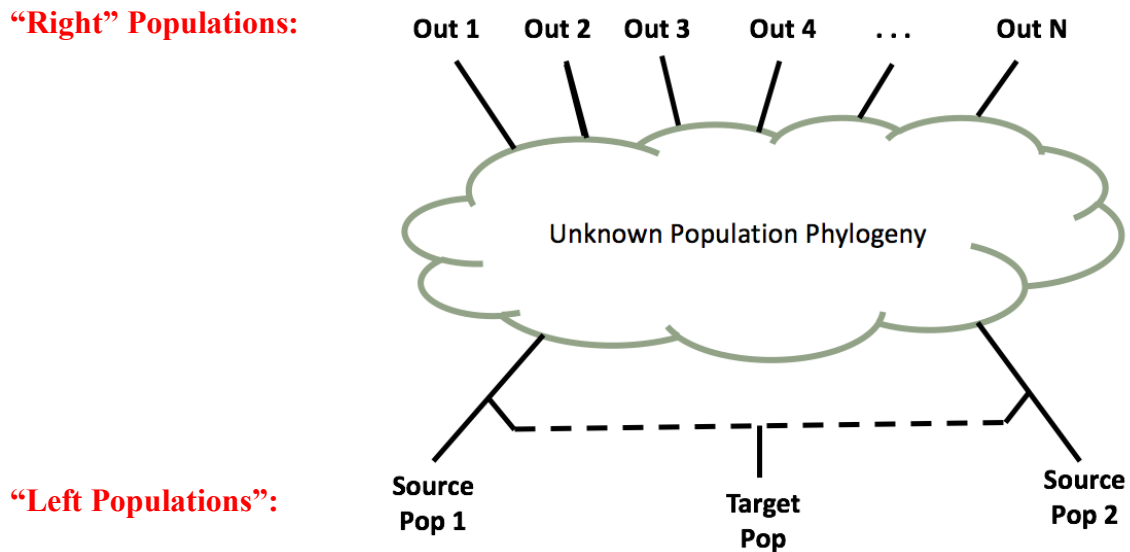 “Right” Populations:
Out 1 Out 2 Out 3 Out 4 ... Out N
Unknown Population Phylogeny
“Left Populations”:
Source
Pop 1
Target
Pop
Source
Pop 2